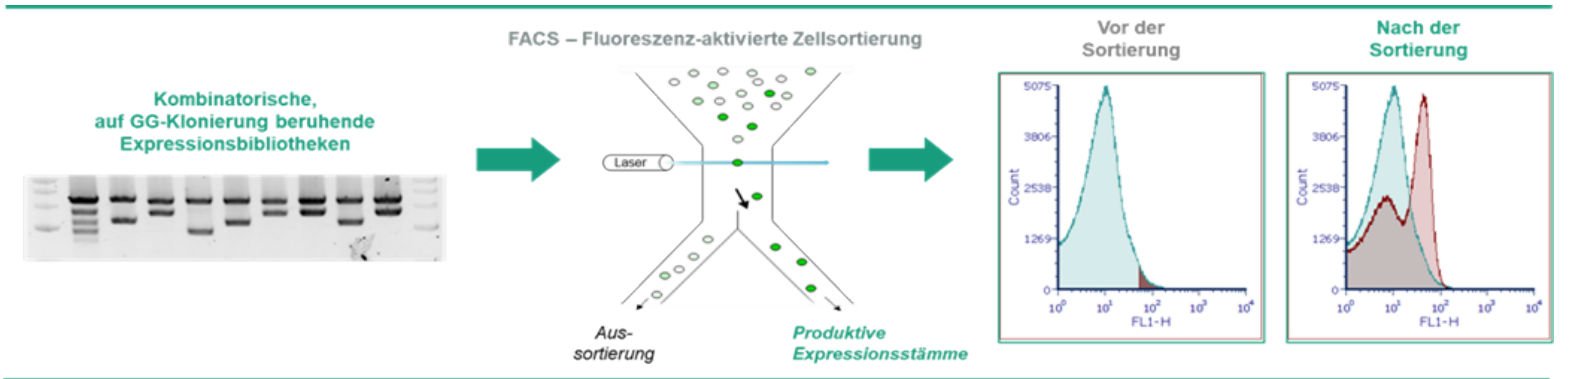 FACS – Fluoreszenz-aktivierte Zellsortierung
Kombinatorische,
auf GG-Klonierung beruhende
Expressionsbibliotheken
Laser
Aus-
sortierung
Produktive
Expressionsstämme
Vor der
Sortierung
5075
3806
2538
1269
0
Count
10⁰
10¹
10²
10³
10⁴
FL1-H
Nach der
Sortierung
5075
3806
2538
1269
0
Count
10⁰
10¹
10²
10³
10⁴
FL1-H